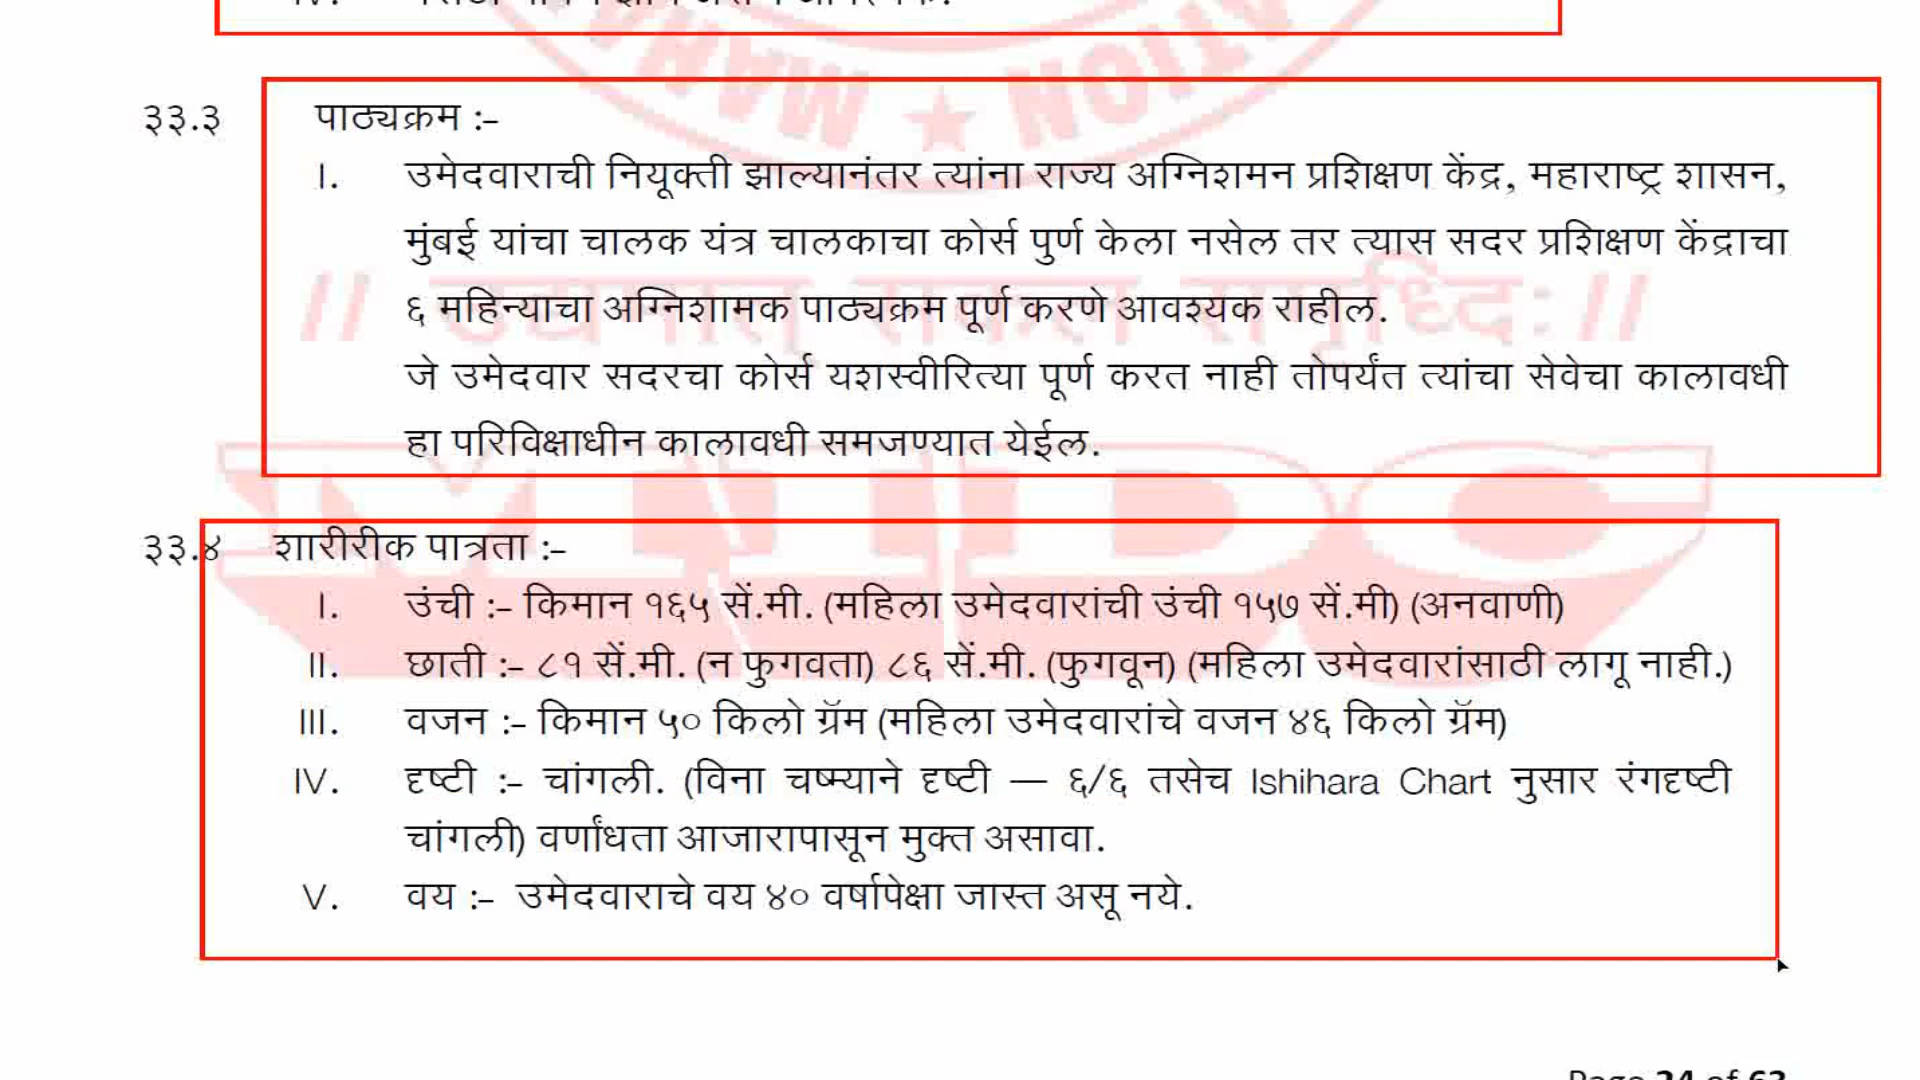 ३३.३ पाठ्यक्रम :–
I. उमेदवाराची नियूक्ती झाल्यानंतर त्यांना राज्य अग्निशमन प्रशिक्षण केंद्र, महाराष्ट्र शासन,
मुंबई यांचा चालक यंत्र चालकाचा कोर्स पुर्ण केला नसेल तर त्यास सदर प्रशिक्षण केंद्राचा
६ महिन्याचा अग्निशामक पाठ्यक्रम पूर्ण करणे आवश्यक राहील.
जे उमेदवार सदरचा कोर्स यशस्वीरित्या पूर्ण करत नाही तोपर्यंत त्यांचा सेवेचा कालावधी
हा परिविक्षाधीन कालावधी समजण्यात येईल.
३३.४ शारीरीक पात्रता :–
I. उंची :– किमान १६५ सें.मी. (महिला उमेदवारांची उंची १५७ सें.मी) (अनवाणी)
II. छाती :– ८१ सें.मी. (न फुगवता) ८६ सें.मी. (फुगवून) (महिला उमेदवारांसाठी लागू नाही.)
III. वजन :– किमान ५० किलो ग्रॅम (महिला उमेदवारांचे वजन ४६ किलो ग्रॅम)
IV. दृष्टी :– चांगली. (विना चष्म्याने दृष्टी — ६/६ तसेच Ishihara Chart नुसार रंगदृष्टी
चांगली) वर्णांधता आजारापासून मुक्त असावा.
V. वय :– उमेदवाराचे वय ४० वर्षापेक्षा जास्त असू नये.
Page 24 of 63